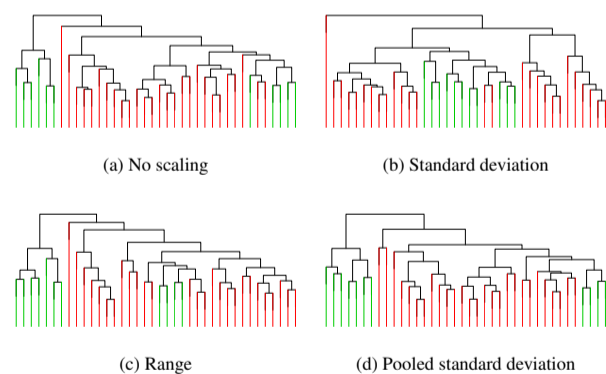 (a) No scaling
(b) Standard deviation
(c) Range
(d) Pooled standard deviation